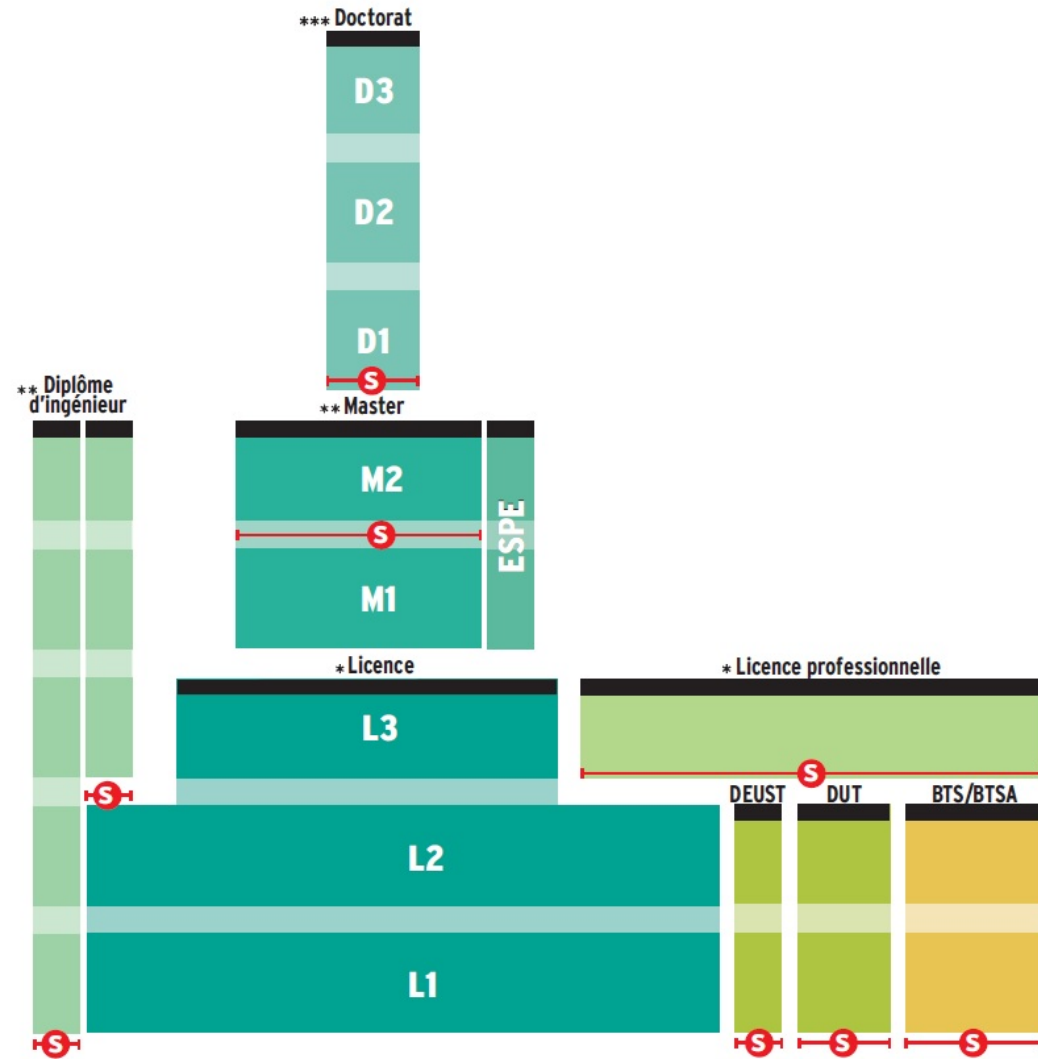 *** Doctorat
D3
D2
D1
S
** Diplôme
d'ingénieur
** Master
M2
S
M1
ESPE
* Licence
* Licence professionnelle
L3
S
S
DEUST
DUT
BTS/BTSA
L2
L1
S
S
S
S